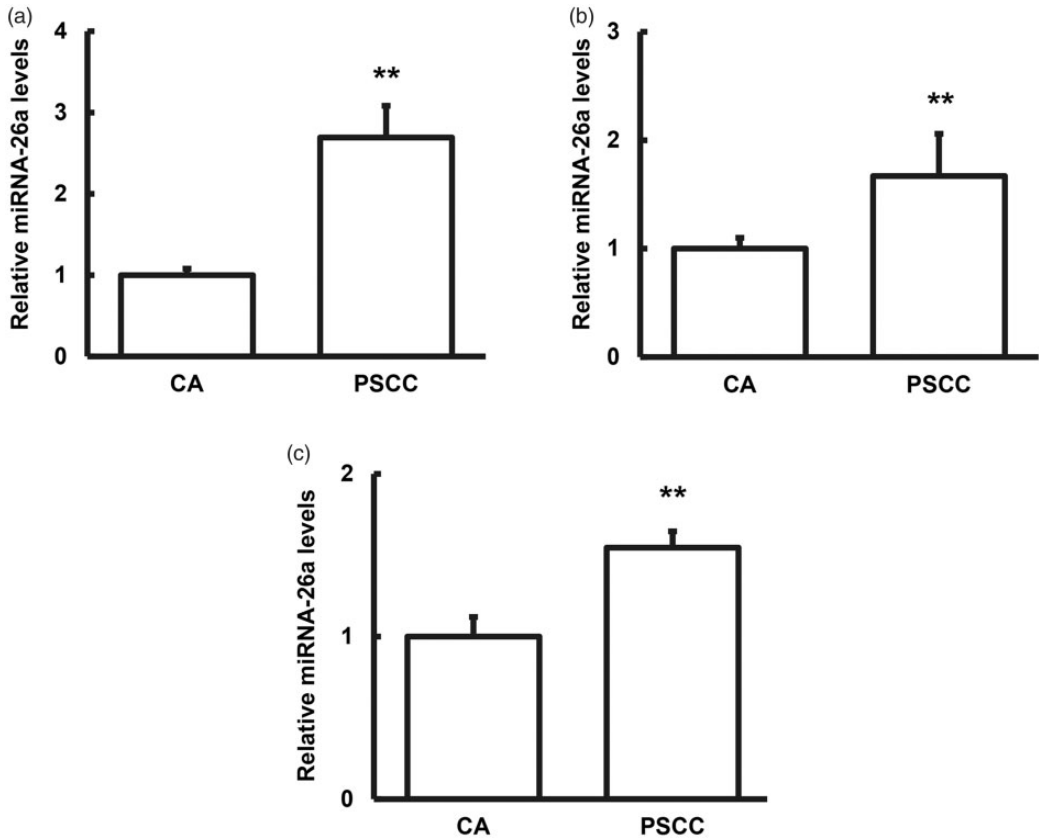 (a)
Relative miRNA-26a levels
4
3
2
1
0
**
CA
PSCC
(b)
Relative miRNA-26a levels
3
2
1
0
**
CA
PSCC
(c)
Relative miRNA-26a levels
2
1
0
**
CA
PSCC